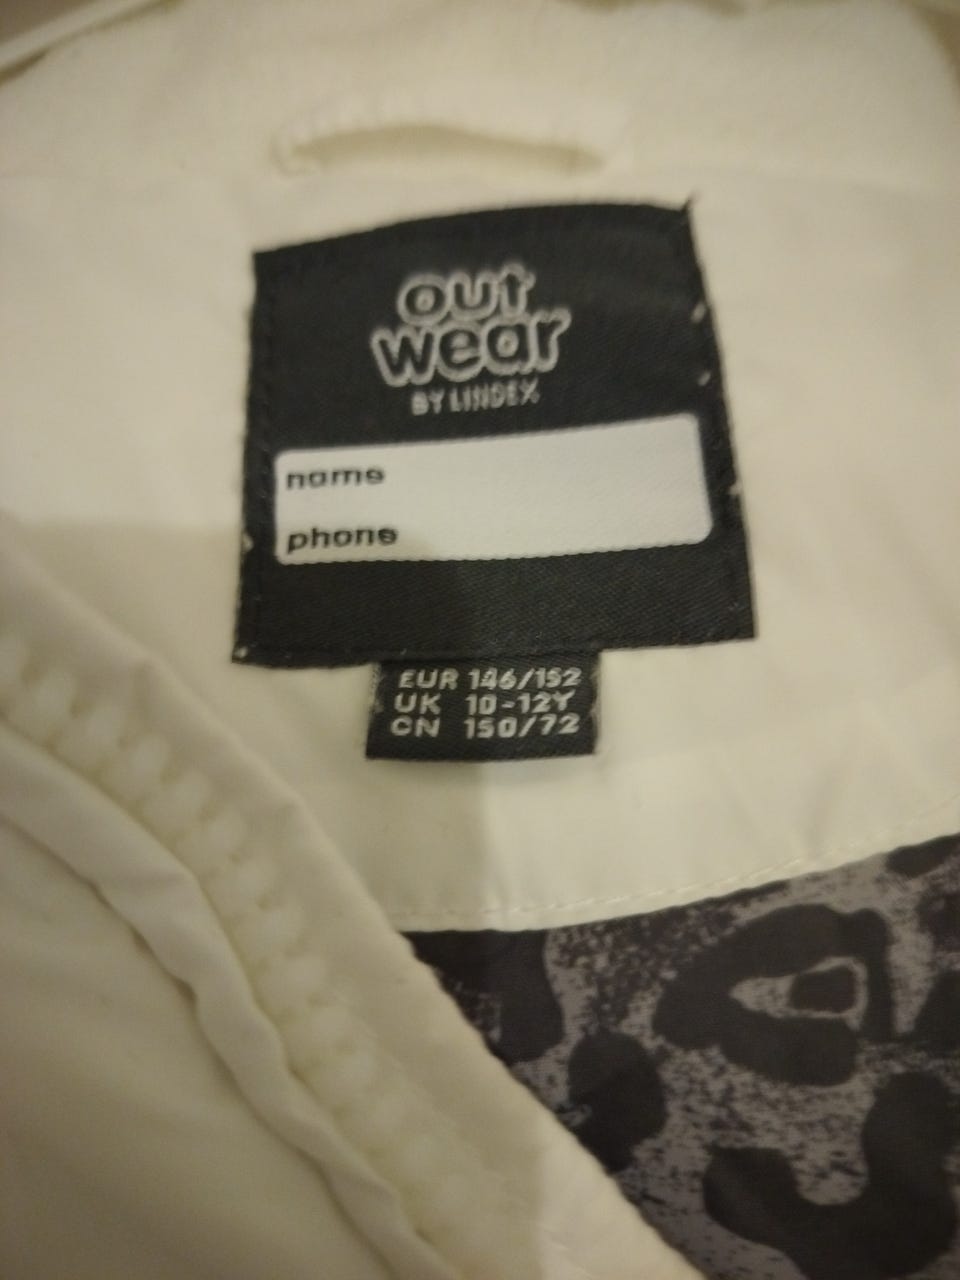 out
wear
BY LINDEX
name
phone
EUR 146/152
UK 10-12Y
CN 150/72